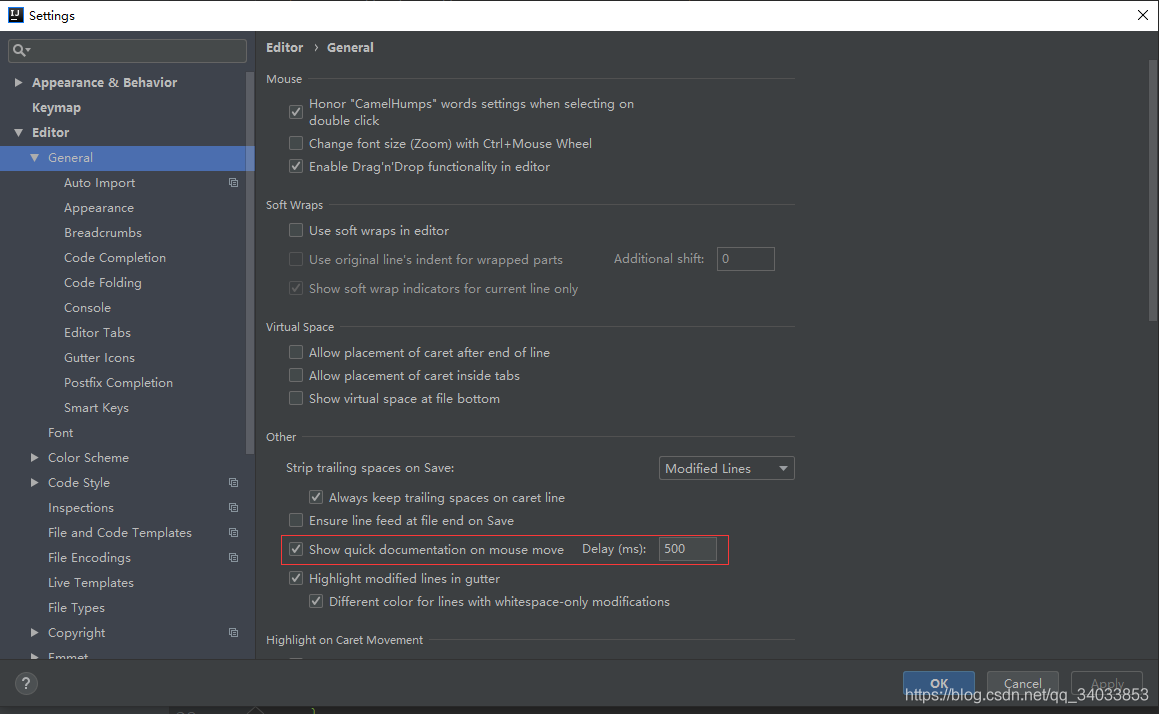 Settings
Editor › General
Appearance & Behavior
Keymap
Editor
General
Auto Import
Appearance
Breadcrumbs
Code Completion
Code Folding
Console
Editor Tabs
Gutter Icons
Postfix Completion
Smart Keys
Font
Color Scheme
Code Style
Inspections
File and Code Templates
File Encodings
Live Templates
File Types
Copyright
Emmet
Mouse
Honor "CamelHumps" words settings when selecting on
double click
Change font size (Zoom) with Ctrl+Mouse Wheel
Enable Drag'n'Drop functionality in editor
Soft Wraps
Use soft wraps in editor
Use original line's indent for wrapped parts Additional shift: 0
Show soft wrap indicators for current line only
Virtual Space
Allow placement of caret after end of line
Allow placement of caret inside tabs
Show virtual space at file bottom
Other
Strip trailing spaces on Save: Modified Lines
Always keep trailing spaces on caret line
Ensure line feed at file end on Save
Show quick documentation on mouse move Delay (ms): 500
Highlight modified lines in gutter
Different color for lines with whitespace-only modifications
Highlight on Caret Movement
? OK Cancel Apply
https://blog.csdn.net/qq_34033853